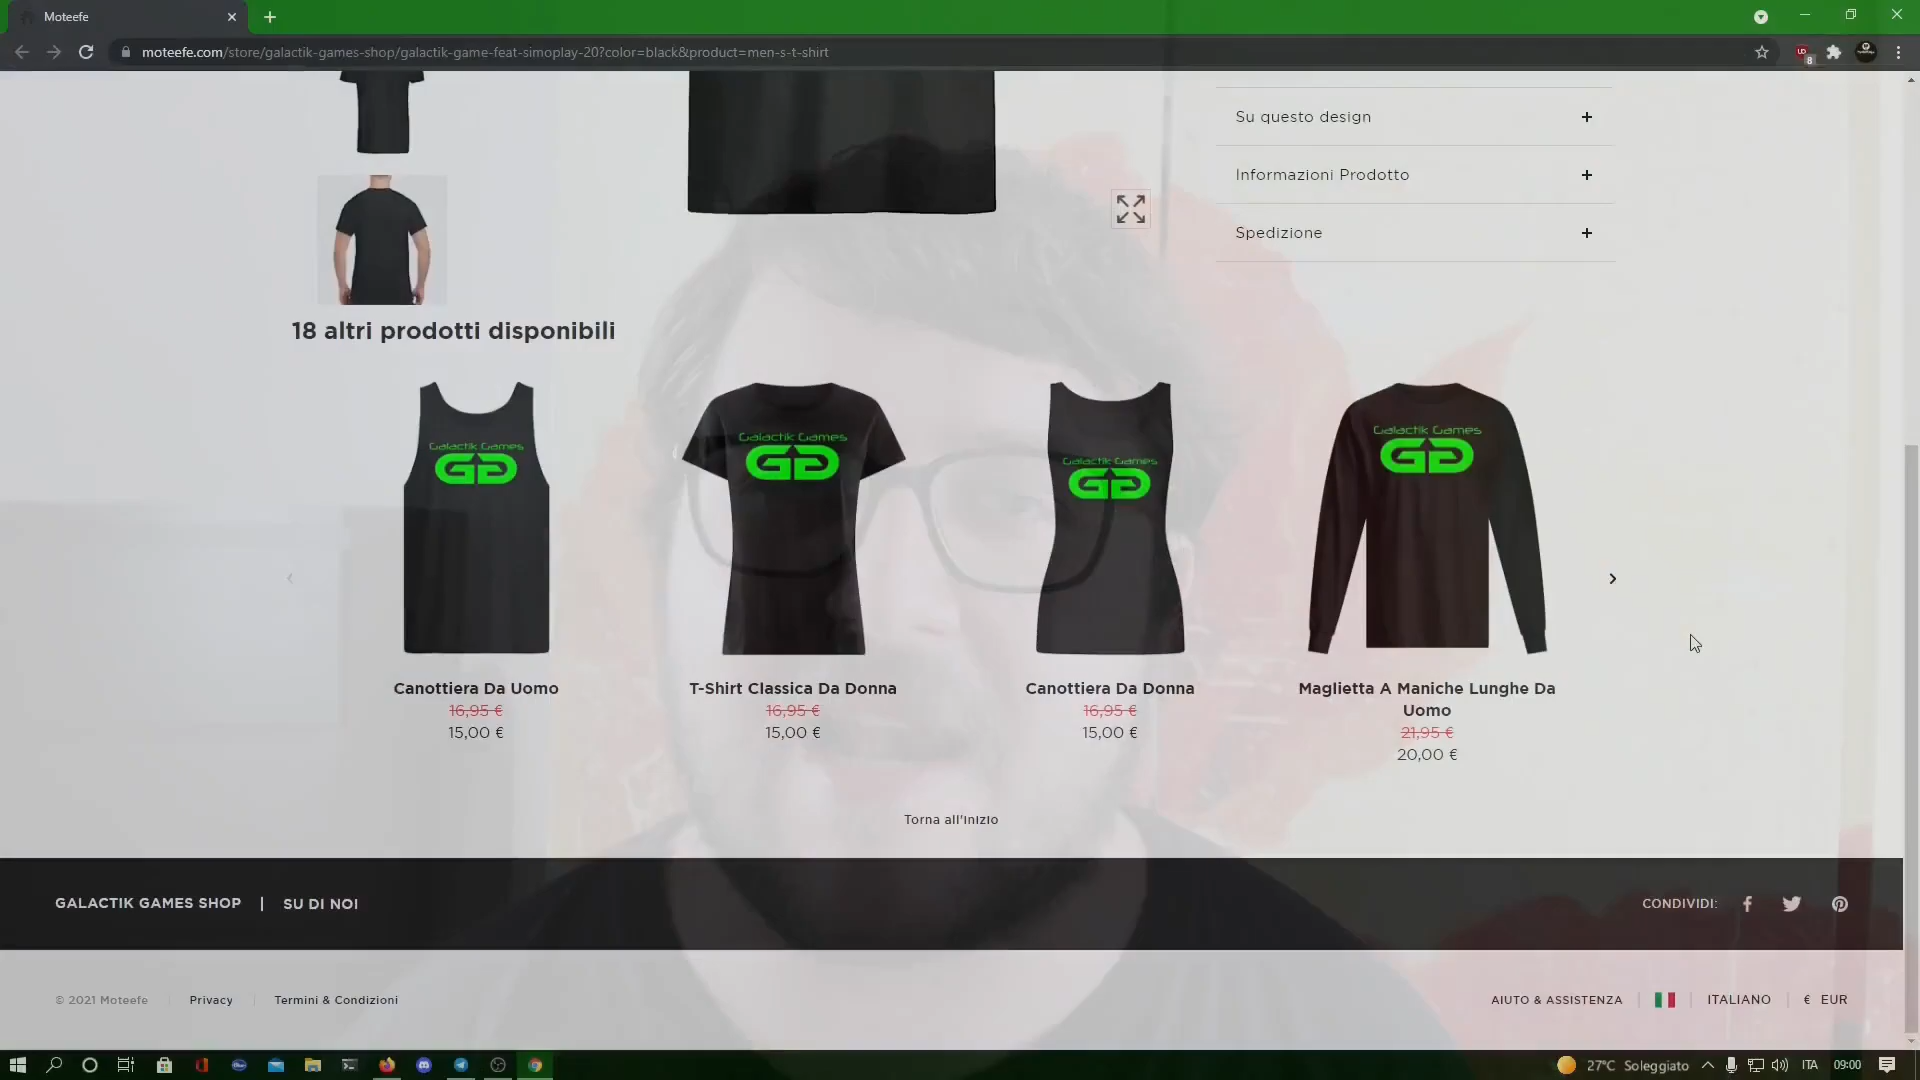 Moteefe
moteefe.com/store/galactik-games-shop/galactik-game-feat-simoplay-20?color=black&product=men-s-t-shirt
8
Su questo design
Informazioni Prodotto
Spedizione
18 altri prodotti disponibili
Galactik Games
GG
Galactik Games
GG
Galactik Games
GG
Galactik Games
GG
Canottiera Da Uomo
16,95 €
15,00 €
T-Shirt Classica Da Donna
16,95 €
15,00 €
Canottiera Da Donna
16,95 €
15,00 €
Maglietta A Maniche Lunghe Da
Uomo
21,95 €
20,00 €
Torna all'inizio
GALACTIK GAMES SHOP | SU DI NOI
CONDIVIDI:
© 2021 Moteefe
Privacy
Termini & Condizioni
AIUTO & ASSISTENZA
ITALIANO
€ EUR
27°C Soleggiato
ITA
09:00